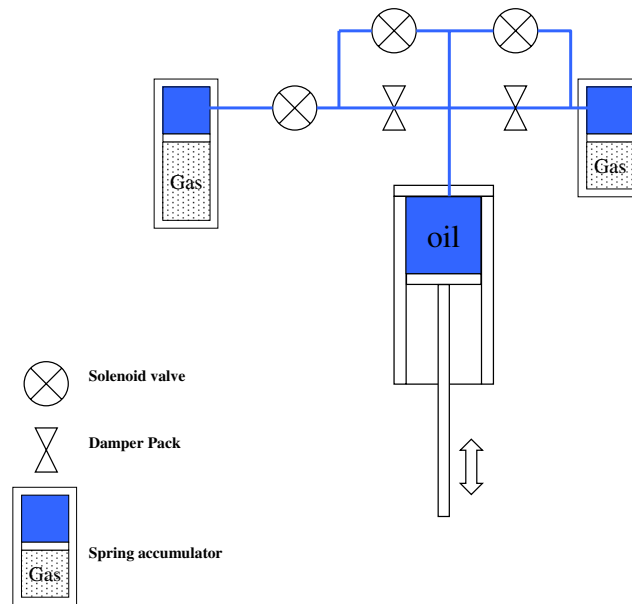 Gas
Gas
oil
Solenoid valve
Damper Pack
Spring accumulator
Gas